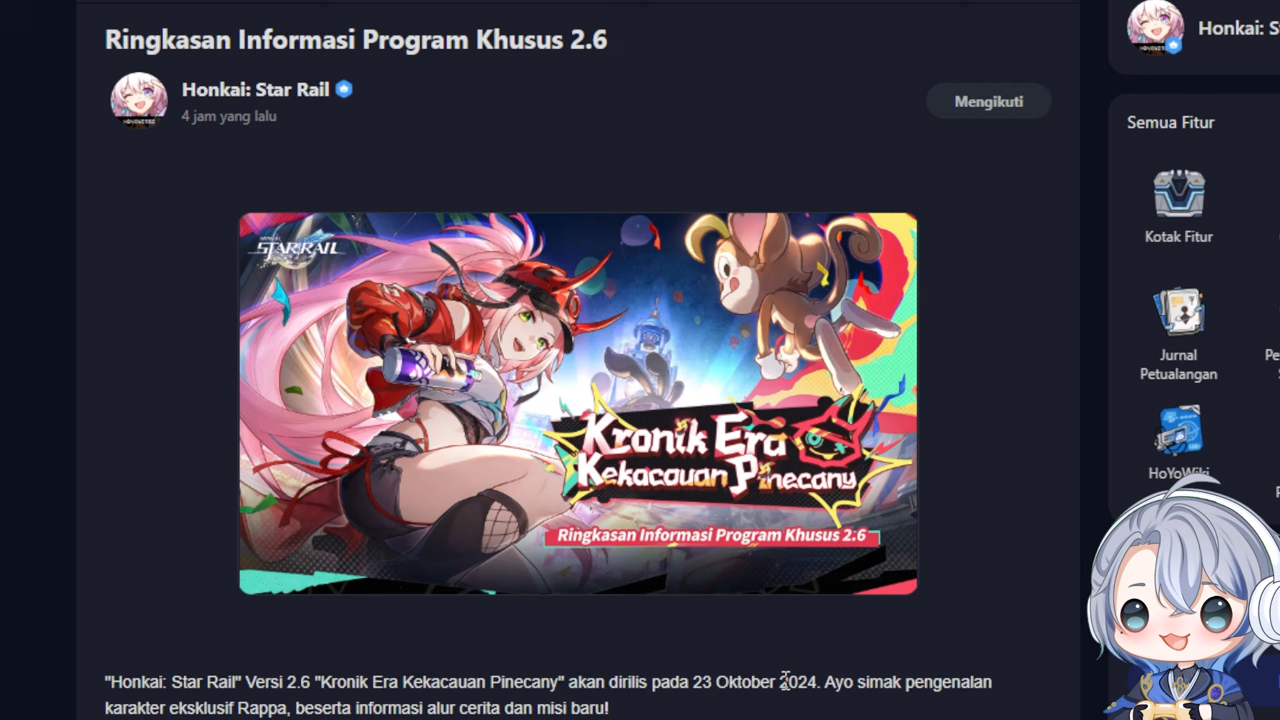 Ringkasan Informasi Program Khusus 2.6
Honkai: Star Rail
4 jam yang lalu
Mengikuti
STAR RAIL
Kronik Era
Kekacauan Pinecany
Ringkasan Informasi Program Khusus 2.6
"Honkai: Star Rail" Versi 2.6 "Kronik Era Kekacauan Pinecany" akan dirilis pada 23 Oktober 2024. Ayo simak pengenalan
karakter eksklusif Rappa, beserta informasi alur cerita dan misi baru!
Honkai: S
Semua Fitur
Kotak Fitur
Jurnal
Petualangan
Pe
HoYoWiki